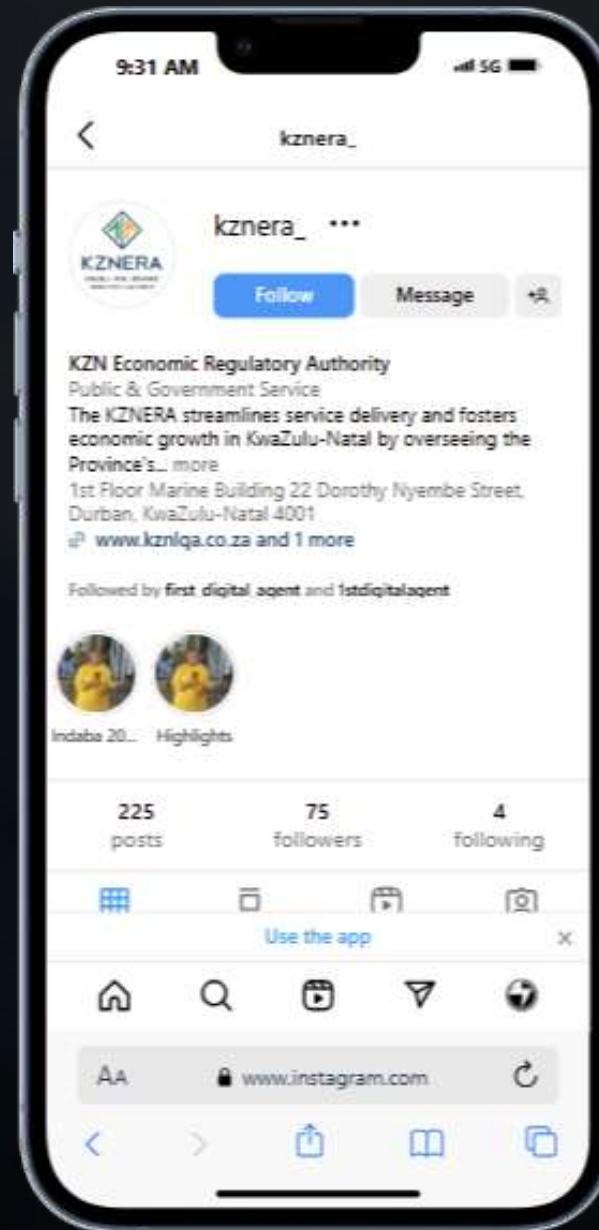 9:31 AM
5G
kznera_
kznera_ •••
KZNERA
Follow
Message
KZN Economic Regulatory Authority
Public & Government Service
The KZNERA streamlines service delivery and fosters
economic growth in KwaZulu-Natal by overseeing the
Province's... more
1st Floor Marine Building 22 Dorothy Nyembe Street,
Durban, KwaZulu-Natal 4001
www.kznlqa.co.za and 1 more
Followed by first_digital_agent and 1stdigitalagent
Indaba 20...
Highlights
225
75
4
posts
followers
following
Use the app
AA
www.instagram.com